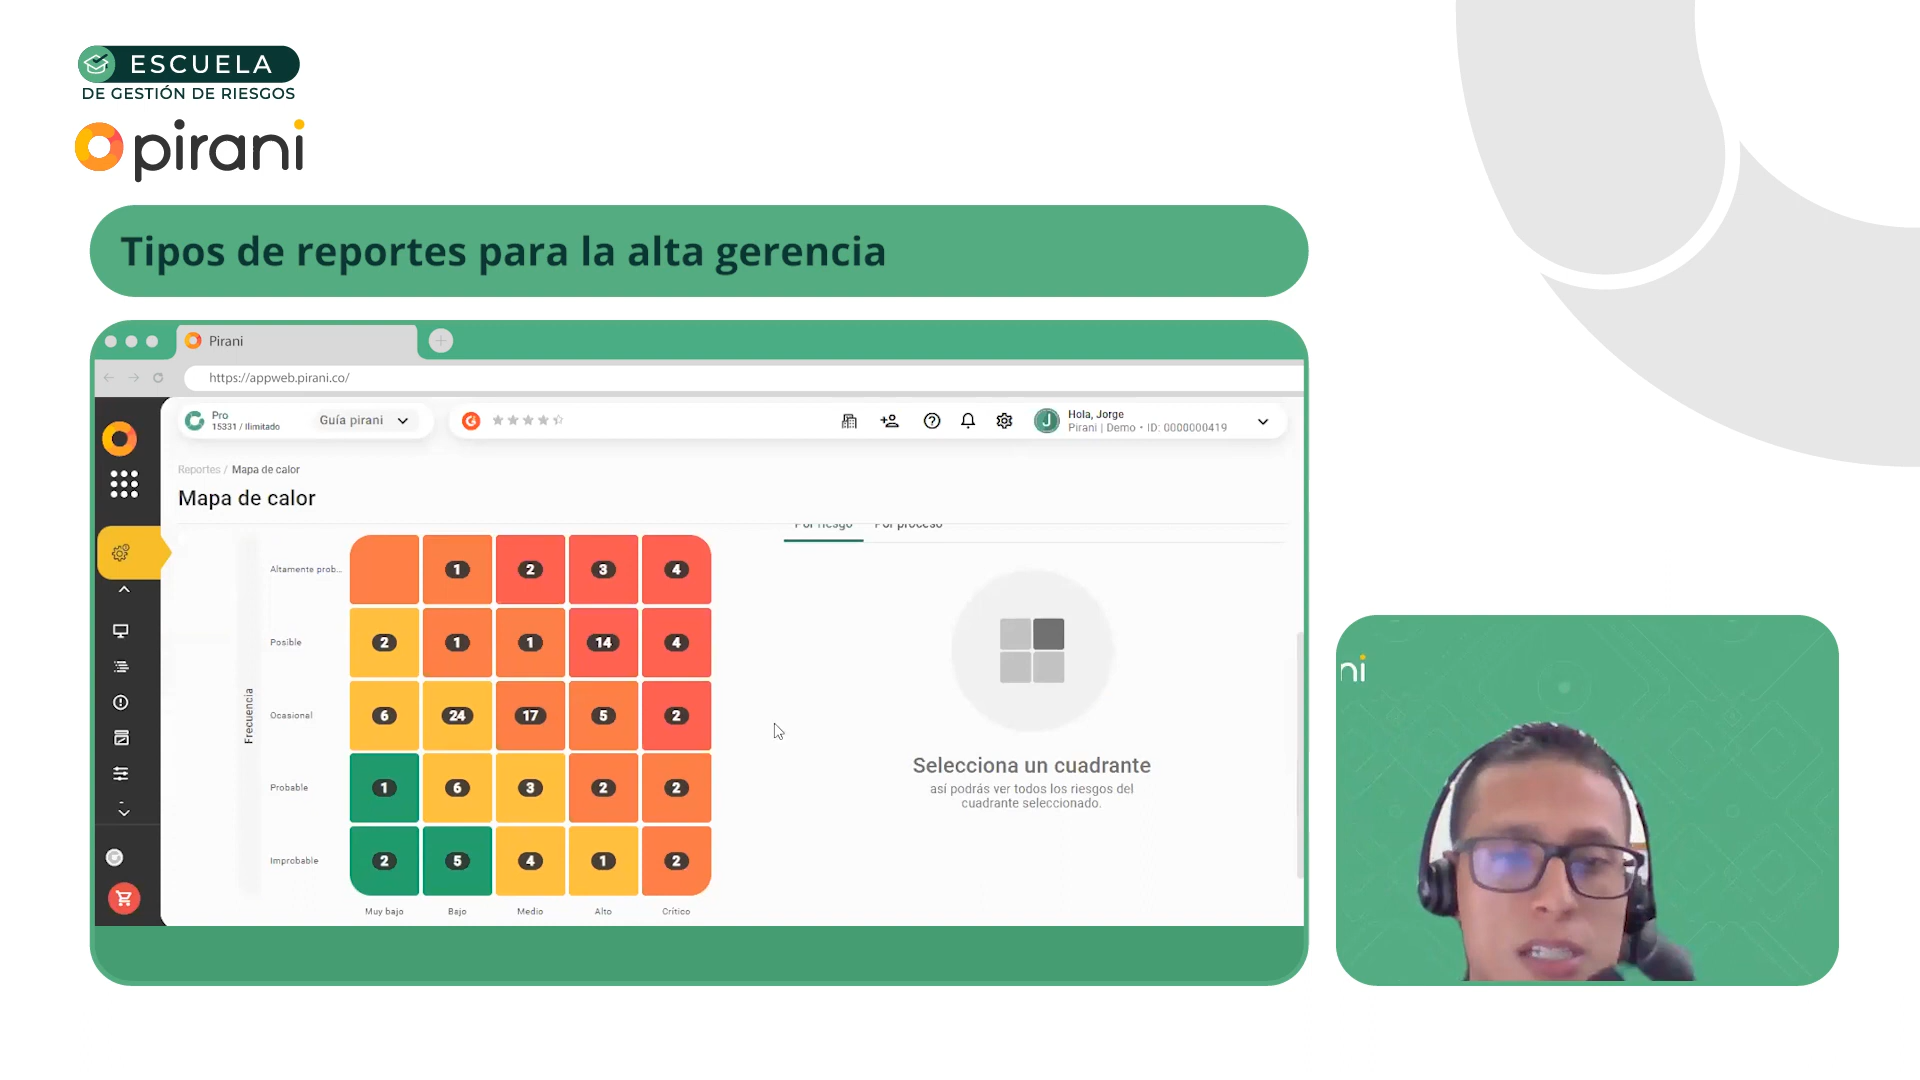 ESCUELA
DE GESTIÓN DE RIESGOS
pirani
Tipos de reportes para la alta gerencia
Pirani
https://appweb.pirani.co/
Pro
15331 / Ilimitado
Guía pirani
Hola, Jorge
Pirani | Demo • ID: 0000000419
J
Reportes / Mapa de calor
Mapa de calor
Por riesgo Por proceso
Frecuencia
Altamente prob... 1 2 3 4
Posible 2 1 1 14 4
Ocasional 6 24 17 5 2
Probable 1 6 3 2 2
Improbable 2 5 4 1 2
Muy bajo Bajo Medio Alto Crítico
Selecciona un cuadrante
así podrás ver todos los riesgos del
cuadrante seleccionado.
ni